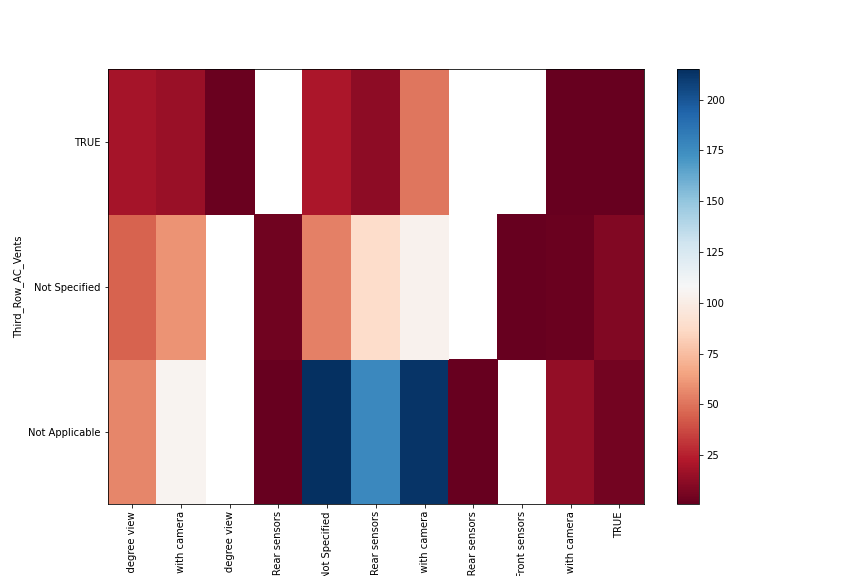 TRUE
Not Specified
Not Applicable
Third_Row_AC_Vents
degree view
with camera
degree view
Rear sensors
Not Specified
Rear sensors
with camera
Rear sensors
Front sensors
with camera
TRUE
200
175
150
125
100
75
50
25